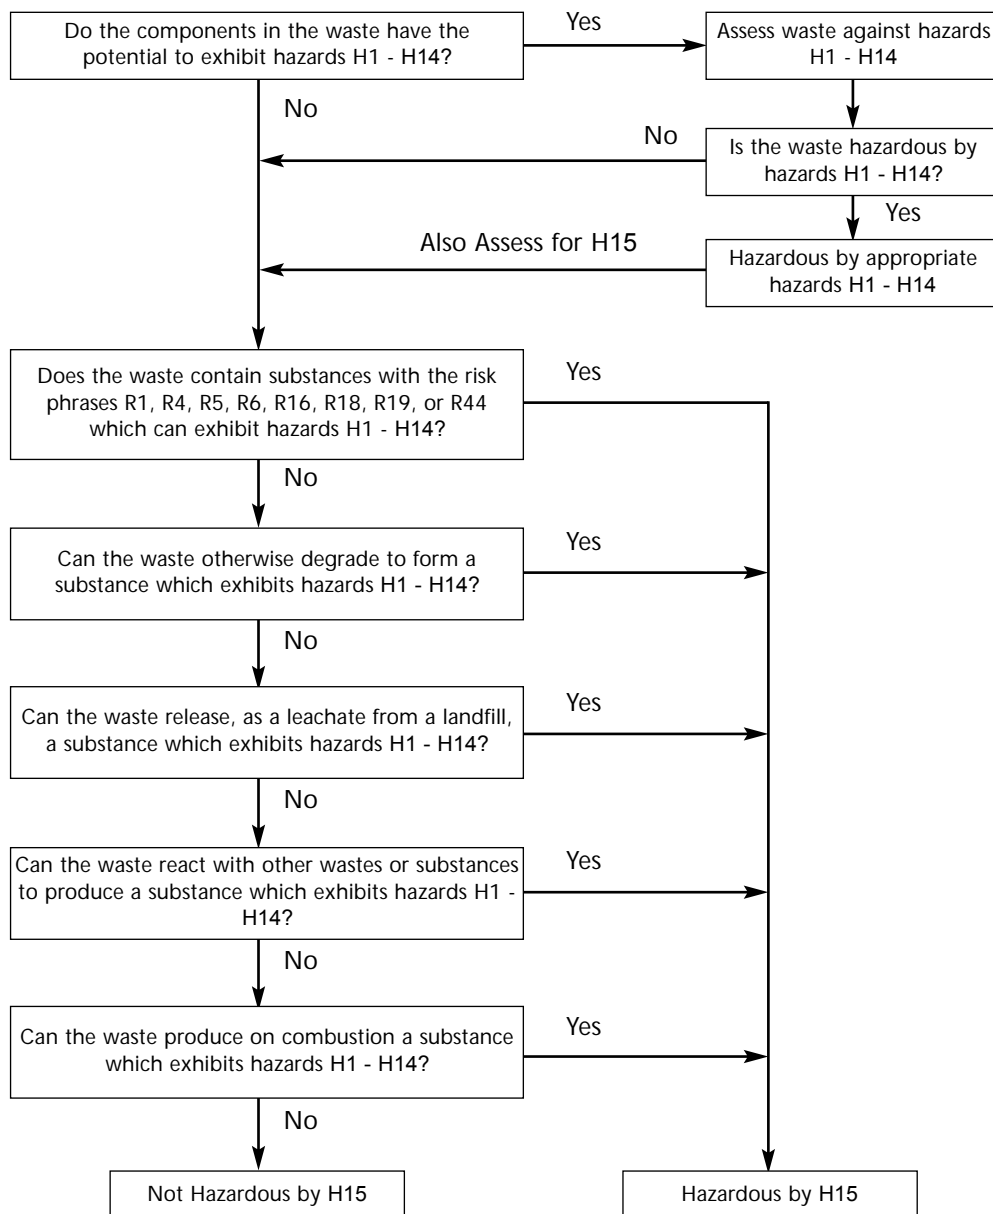 Do the components in the waste have the
potential to exhibit hazards H1 - H14?
Yes
Assess waste against hazards
H1 - H14
No
No
Is the waste hazardous by
hazards H1 - H14?
Yes
Also Assess for H15
Hazardous by appropriate
hazards H1 - H14
Does the waste contain substances with the risk
phrases R1, R4, R5, R6, R16, R18, R19, or R44
which can exhibit hazards H1 - H14?
Yes
No
Can the waste otherwise degrade to form a
substance which exhibits hazards H1 - H14?
Yes
No
Can the waste release, as a leachate from a landfill,
a substance which exhibits hazards H1 - H14?
Yes
No
Can the waste react with other wastes or substances
to produce a substance which exhibits hazards H1 -
H14?
Yes
No
Can the waste produce on combustion a substance
which exhibits hazards H1 - H14?
Yes
No
Not Hazardous by H15
Hazardous by H15